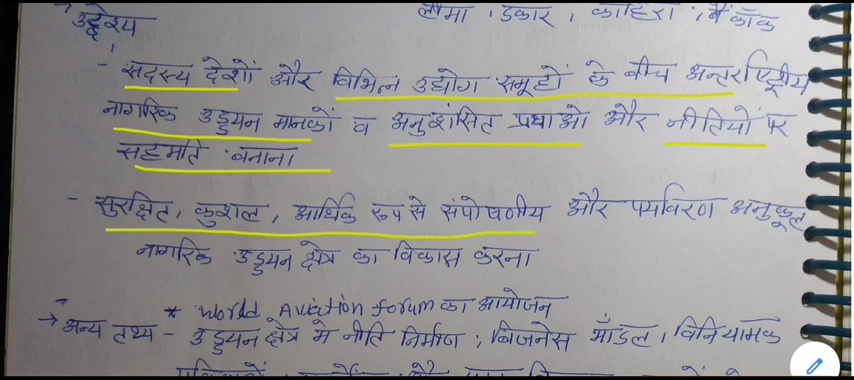 लीमा, डकार, काहिरा, बैंकॉक
→ उद्देश्य
- सदस्य देशों और विभिन्न उद्योग समूहों के बीच अन्तर्राष्ट्रीय
नागरिक उड्डयन मानकों व अनुशंसित प्रथाओ और नीतियों पर
सहमति बनाना
- सुरक्षित, कुशल, आर्थिक रूप से संपोषणीय और पर्यावरण अनुकूल
नागरिक उड्डयन क्षेत्र का विकास करना
* World Aviation forum का आयोजन
→ अन्य तथ्य - उड्डयन क्षेत्र मे नीति निर्माण, बिजनेस मॉडल, विनियामक